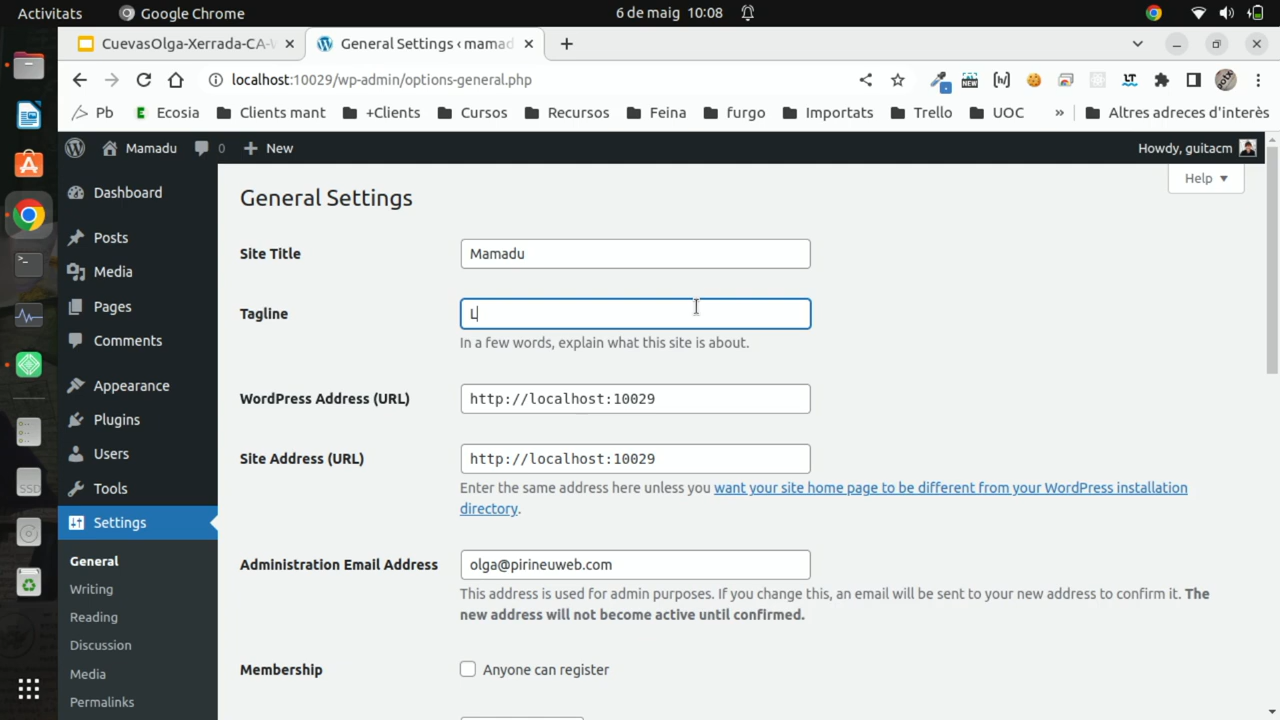 Activitats
Google Chrome
6 de maig 10:08
CuevasOlga-Xerrada-CA-
General Settings ‹ mamad
localhost:10029/wp-admin/options-general.php
Pb
Ecosia
Clients mant
+Clients
Cursos
Recursos
Feina
furgo
Importats
Trello
UOC
»
Altres adreces d'interès
Mamadu
0
New
Howdy, guitacm
Help
Dashboard
Posts
Media
Pages
Comments
Appearance
Plugins
Users
Tools
Settings
General
Writing
Reading
Discussion
Media
Permalinks
General Settings
Site Title
Mamadu
Tagline
L
In a few words, explain what this site is about.
WordPress Address (URL)
http://localhost:10029
Site Address (URL)
http://localhost:10029
Enter the same address here unless you want your site home page to be different from your WordPress installation
directory.
Administration Email Address
olga@pirineuweb.com
This address is used for admin purposes. If you change this, an email will be sent to your new address to confirm it. The
new address will not become active until confirmed.
Membership
Anyone can register
SSD
NEW